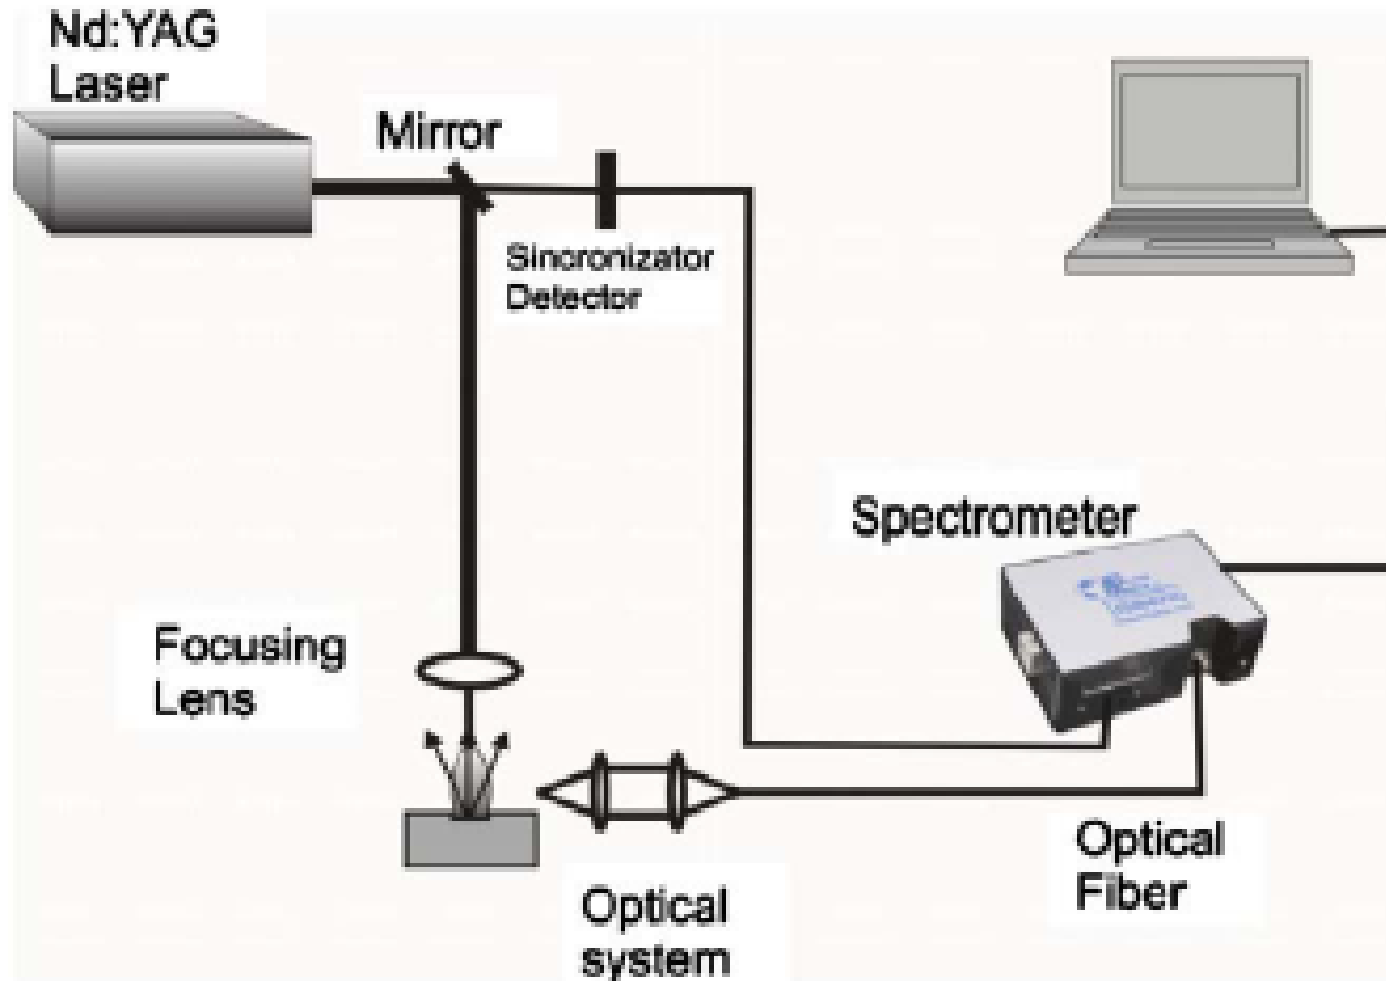 Nd:YAG
Laser
Mirror
Sincronizator
Detector
Spectrometer
Focusing
Lens
Optical
Fiber
Optical
system